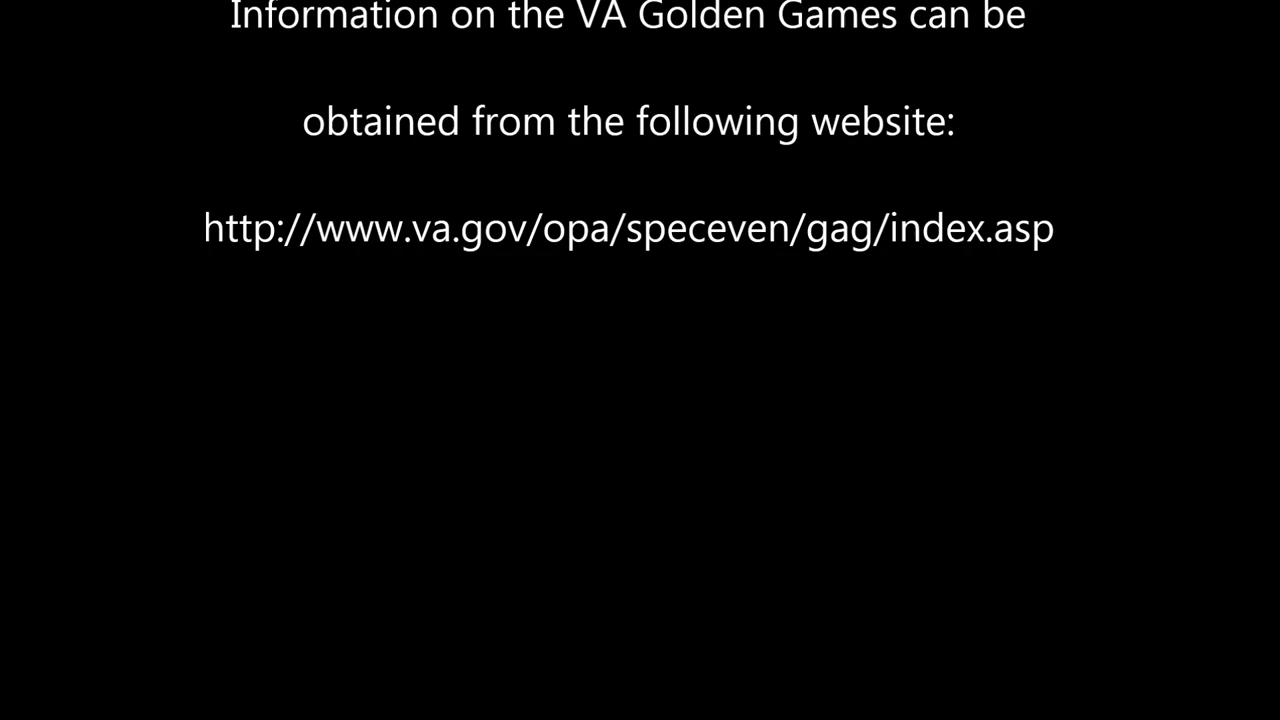 Information on the VA Golden Games can be
obtained from the following website:
http://www.va.gov/opa/speceven/gag/index.asp